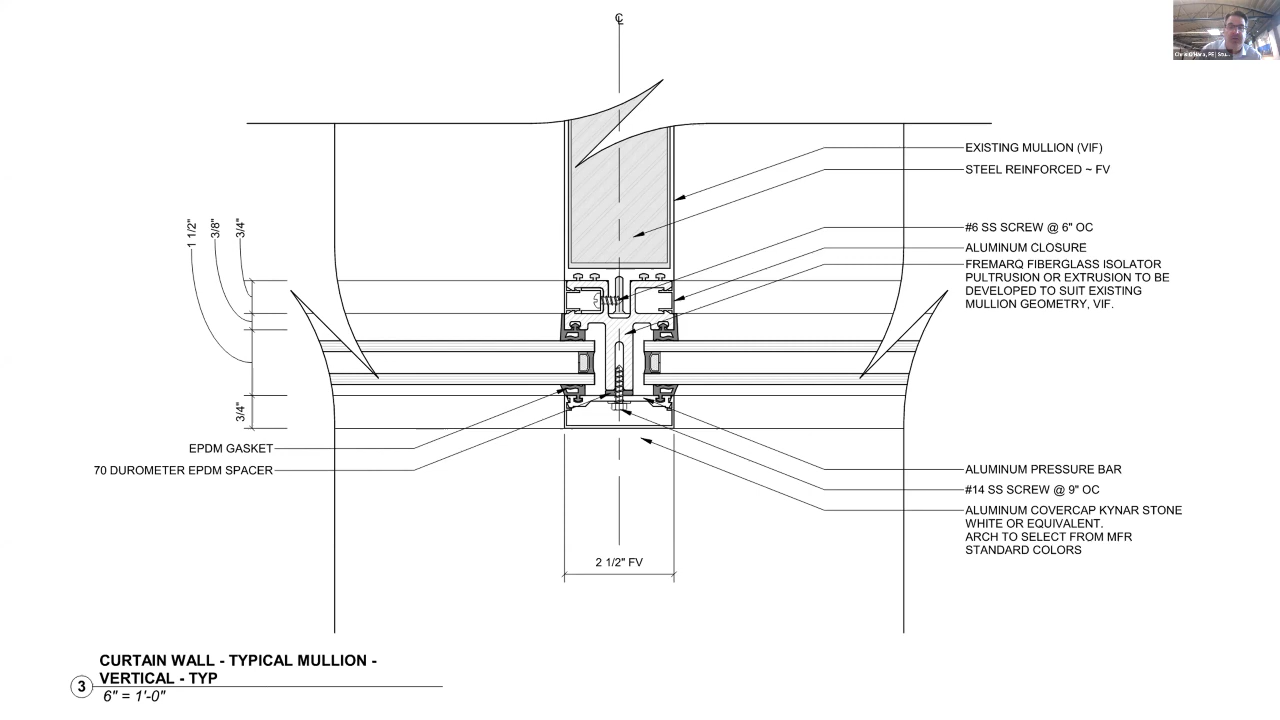 ℄
Chris O'Hara, PE | Stu...
EXISTING MULLION (VIF)
STEEL REINFORCED ~ FV
#6 SS SCREW @ 6" OC
ALUMINUM CLOSURE
FREMARQ FIBERGLASS ISOLATOR
PULTRUSION OR EXTRUSION TO BE
DEVELOPED TO SUIT EXISTING
MULLION GEOMETRY, VIF.
1 1/2"
3/8"
3/4"
3/4"
EPDM GASKET
70 DUROMETER EPDM SPACER
ALUMINUM PRESSURE BAR
#14 SS SCREW @ 9" OC
ALUMINUM COVERCAP KYNAR STONE
WHITE OR EQUIVALENT.
ARCH TO SELECT FROM MFR
STANDARD COLORS
2 1/2" FV
3
CURTAIN WALL - TYPICAL MULLION -
VERTICAL - TYP
6" = 1'-0"